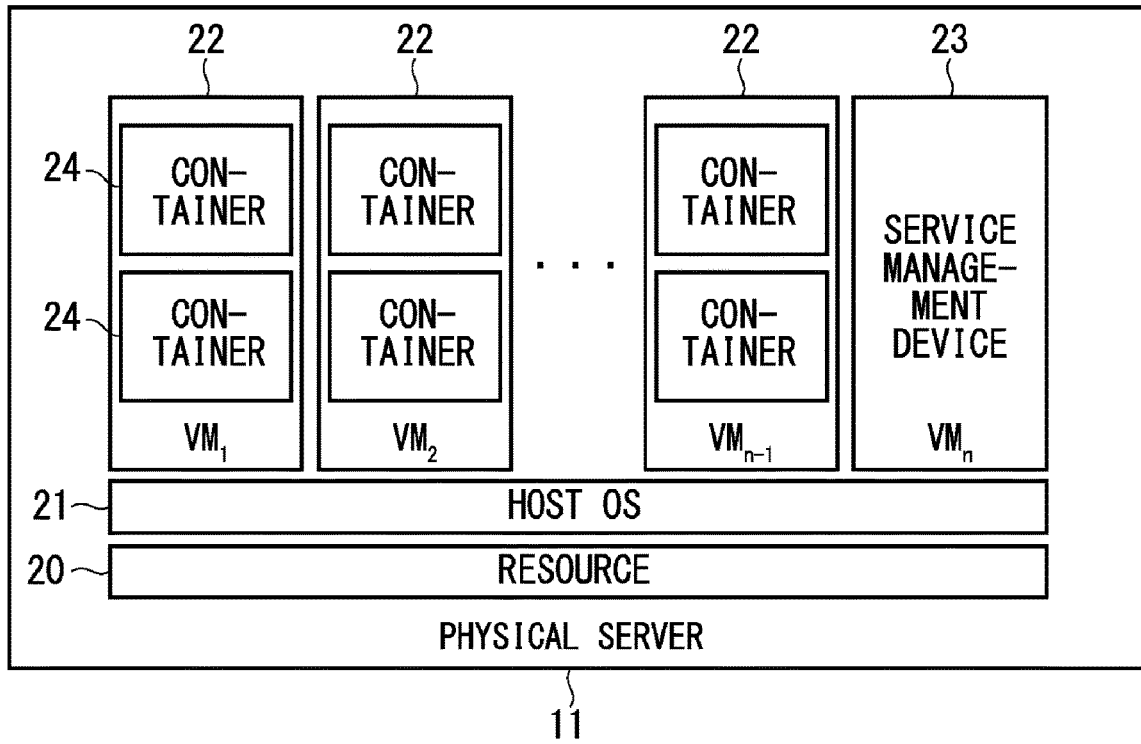 22 22 22 23
24 CON- CON- CON-
TAINER TAINER TAINER
SERVICE
MANAGE-
MENT
DEVICE
. . .
24 CON- CON- CON-
TAINER TAINER TAINER
VM1 VM2 VMn-1 VMn
21 HOST OS
20 RESOURCE
PHYSICAL SERVER
11